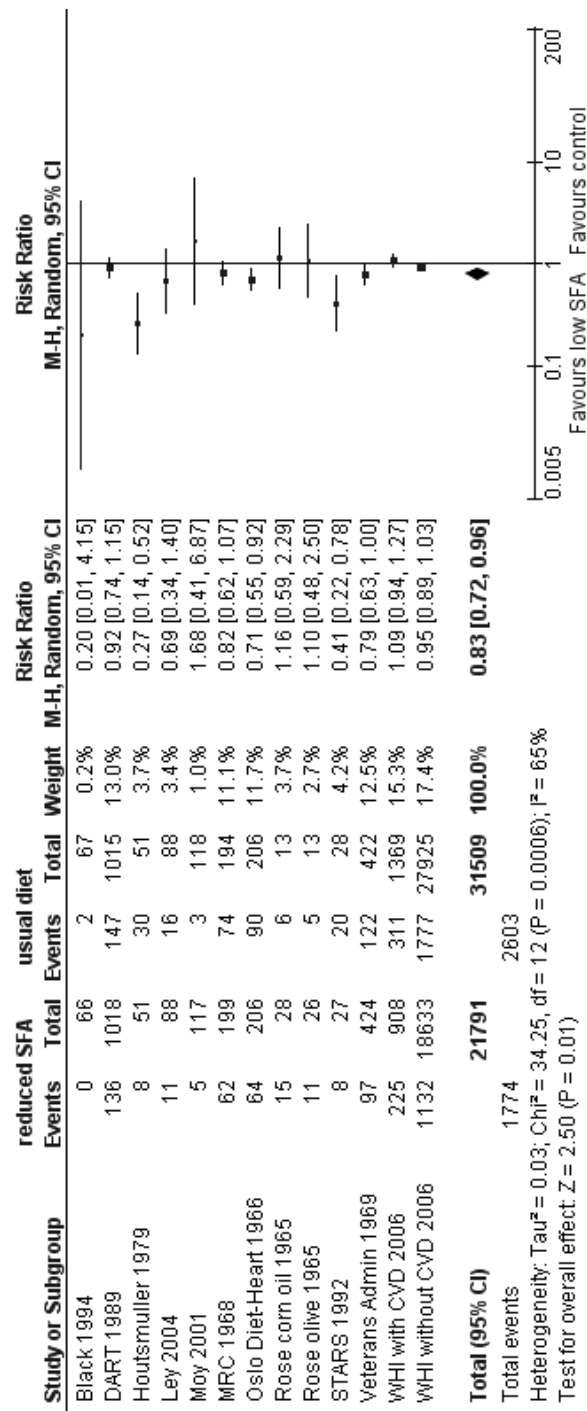 reduced SFA usual diet Risk Ratio Risk Ratio
Study or Subgroup Events Total Events Total Weight M-H, Random, 95% CI M-H, Random, 95% CI
Black 1994 0 66 2 67 0.2% 0.20 [0.01, 4.15]
DART 1989 136 1018 147 1015 13.0% 0.92 [0.74, 1.15]
Houtsmuller 1979 8 51 30 51 3.7% 0.27 [0.14, 0.52]
Ley 2004 11 88 16 88 3.4% 0.69 [0.34, 1.40]
Moy 2001 5 117 3 118 1.0% 1.68 [0.41, 6.87]
MRC 1968 62 199 74 194 11.1% 0.82 [0.62, 1.07]
Oslo Diet-Heart 1966 64 206 90 206 11.7% 0.71 [0.55, 0.92]
Rose corn oil 1965 15 28 6 13 3.7% 1.16 [0.59, 2.29]
Rose olive 1965 11 26 5 13 2.7% 1.10 [0.48, 2.50]
STARS 1992 8 27 20 28 4.2% 0.41 [0.22, 0.78]
Veterans Admin 1969 97 424 122 422 12.5% 0.79 [0.63, 1.00]
WHI with CVD 2006 225 908 311 1369 15.3% 1.09 [0.94, 1.27]
WHI without CVD 2006 1132 18633 1777 27925 17.4% 0.95 [0.89, 1.03]
Total (95% CI) 21791 31509 100.0% 0.83 [0.72, 0.96]
Total events 1774 2603
Heterogeneity: Tau² = 0.03; Chi² = 34.25, df = 12 (P = 0.0006); I² = 65%
Test for overall effect: Z = 2.50 (P = 0.01)
0.005 0.1 1 10 200
Favours low SFA Favours control